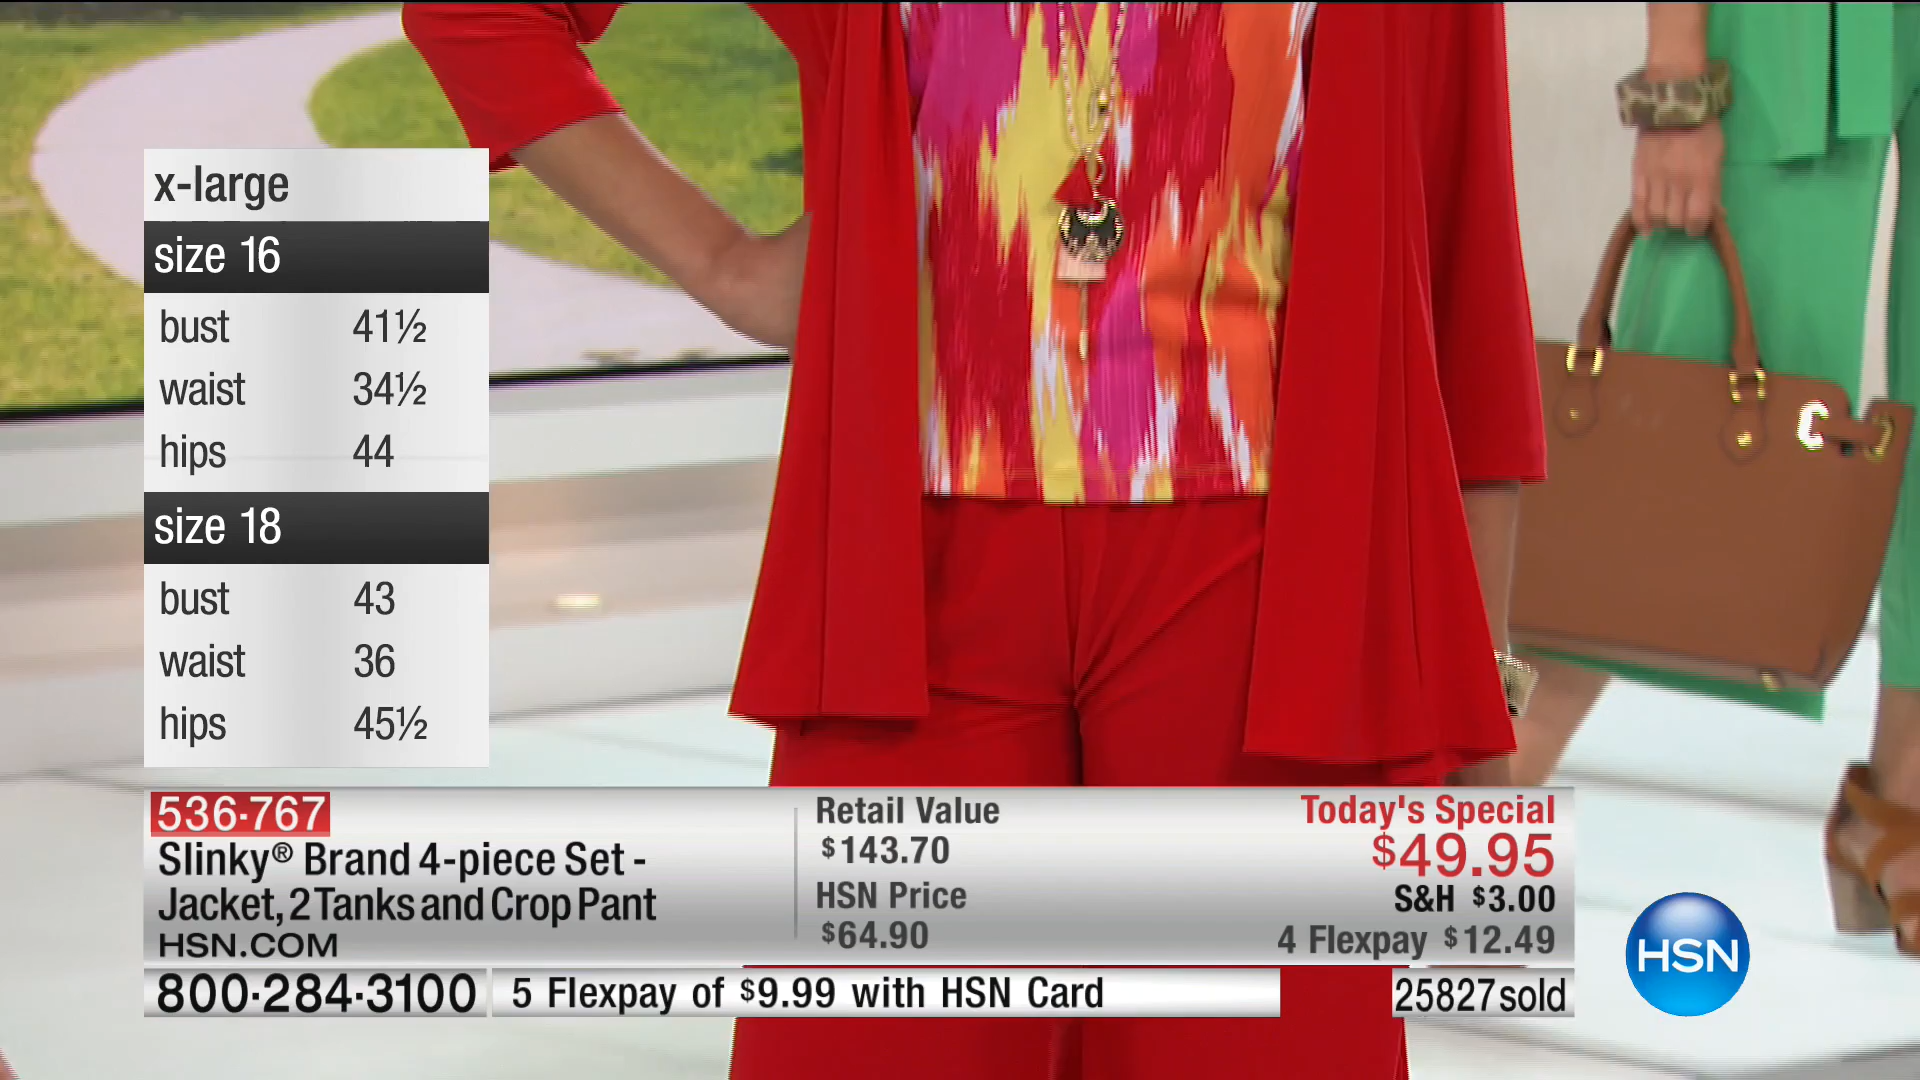 x-large
size 16
bust 41½
waist 34½
hips 44
size 18
bust 43
waist 36
hips 45½
536·767
Slinky® Brand 4-piece Set -
Jacket, 2 Tanks and Crop Pant
HSN.COM
Retail Value
$143.70
HSN Price
$64.90
Today's Special
$49.95
S&H $3.00
4 Flexpay $12.49
800·284·3100
5 Flexpay of $9.99 with HSN Card
25827 sold
HSN